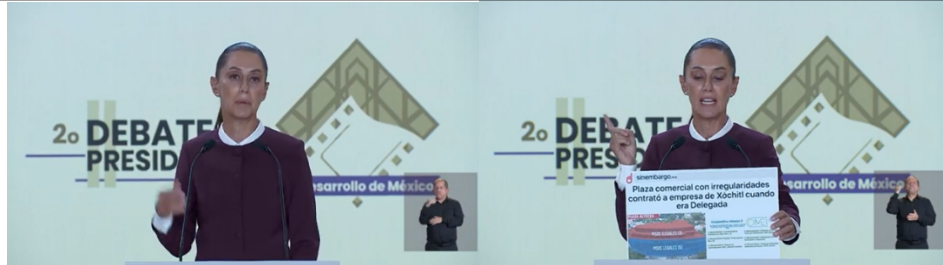 2o DEBATE
PRESID
sarrollo de México
2o DEBATE
PRES
sarrollo de México
sinembargo
Plaza comercial con irregularidades
contrató a empresa de Xóchitl cuando
era Delegada